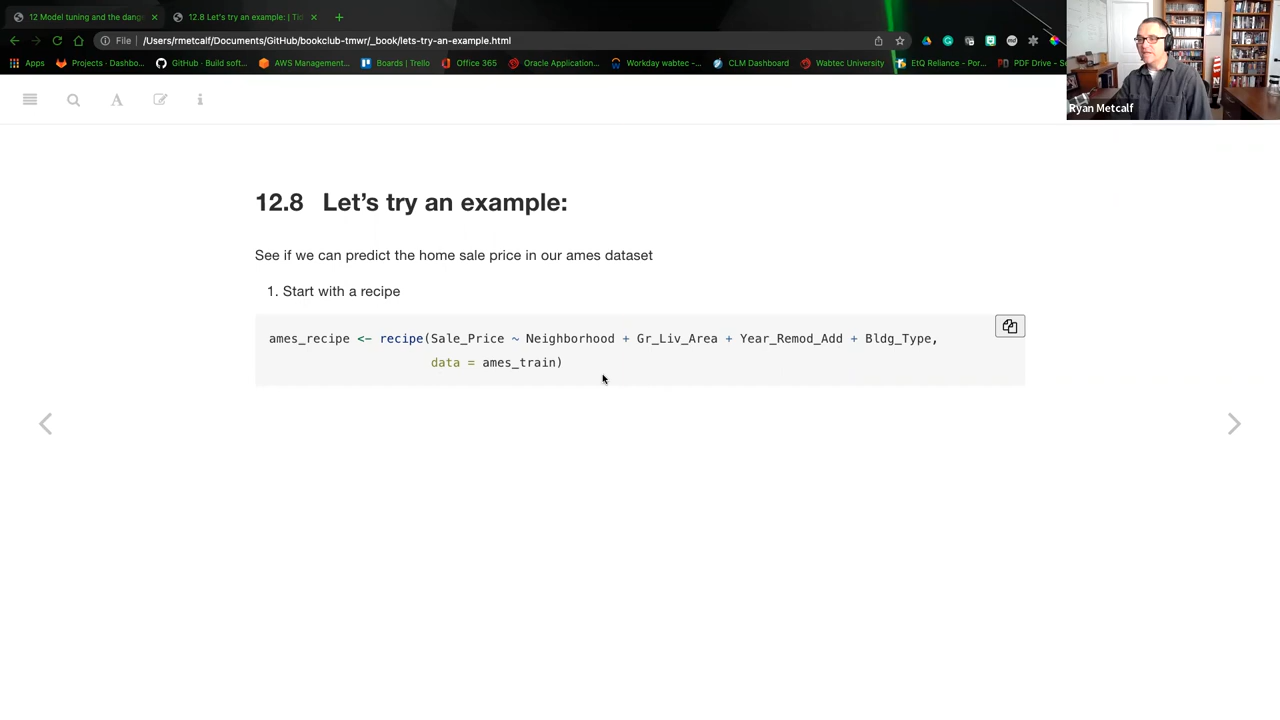 12 Model tuning and the dang
12.8 Let's try an example: | Tid
File
/Users/rmetcalf/Documents/GitHub/bookclub-tmwr/_book/lets-try-an-example.html
Apps
Projects · Dashbo...
GitHub · Build soft...
AWS Management...
Boards | Trello
Office 365
Oracle Application...
Workday wabtec -...
CLM Dashboard
Wabtec University
EtQ Reliance - Por...
PDF Drive - Se
Ryan Metcalf
12.8 Let's try an example:
See if we can predict the home sale price in our ames dataset
1. Start with a recipe
ames_recipe <- recipe(Sale_Price ~ Neighborhood + Gr_Liv_Area + Year_Remod_Add + Bldg_Type,
data = ames_train)